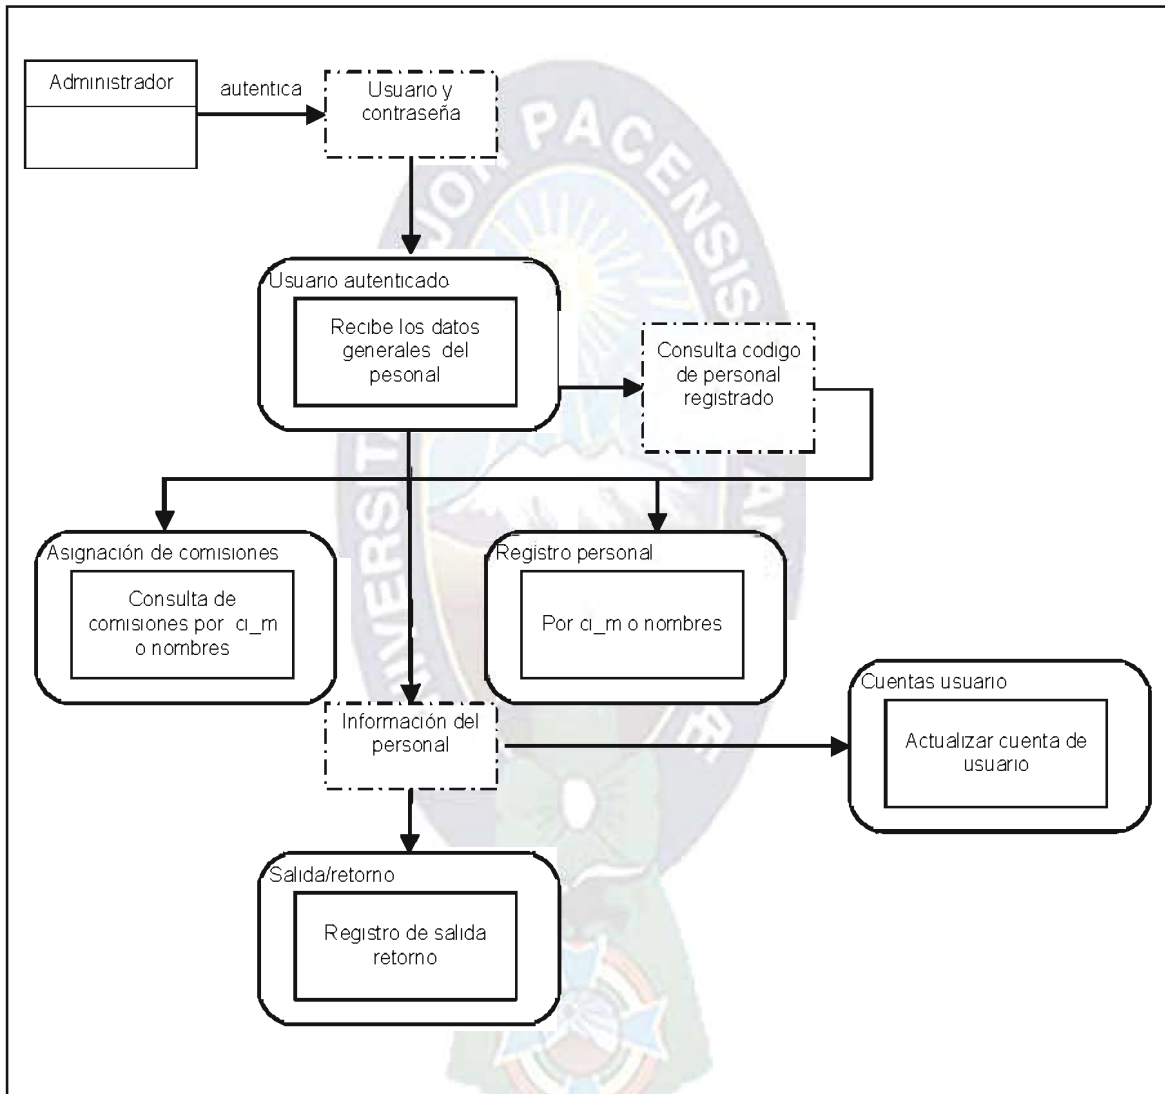 Administrador
autentica
Usuario y
contraseña
Usuario autenticado
Recibe los datos
generales del
pesonal
Consulta codigo
de personal
registrado
Asignación de comisiones
Consulta de
comisiones por ci_m
o nombres
Registro personal
Por ci_m o nombres
Cuentas usuario
Actualizar cuenta de
usuario
Información del
personal
Salida/retorno
Registro de salida
retorno
PACENSIS